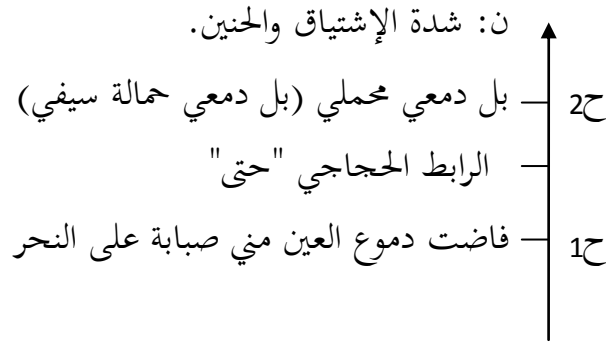 ن: شدة الإشتياق والحنين.
ح2 بل دمعي محملي (بل دمعي حمالة سيفي)
الرابط الحجاجي "حتى"
ح1 فاضت دموع العين مني صبابة على النحر